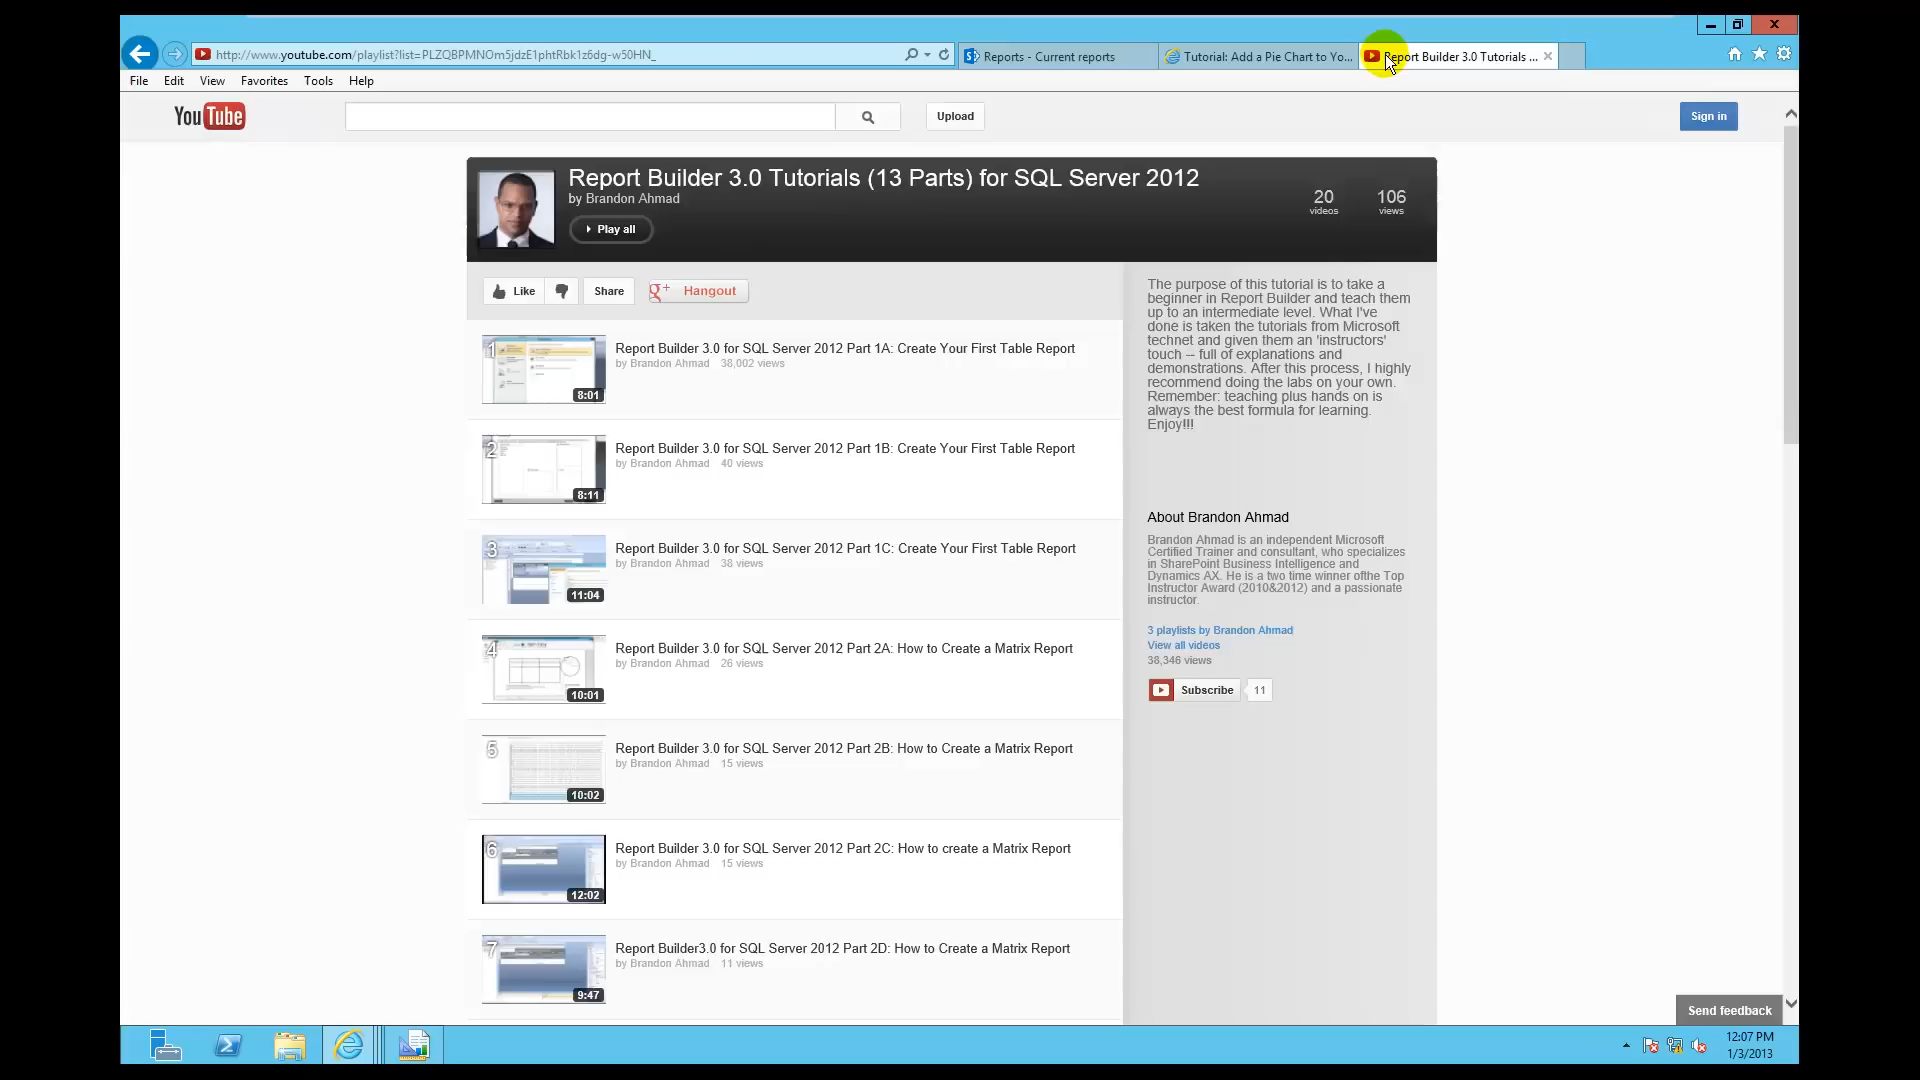 http://www.youtube.com/playlist?list=PLZQBPMNOm5jdzE1phtRbk1z6dg-w50HN_
Reports - Current reports
Tutorial: Add a Pie Chart to Yo...
Report Builder 3.0 Tutorials ...
File Edit View Favorites Tools Help
YouTube
Upload
Sign in
Report Builder 3.0 Tutorials (13 Parts) for SQL Server 2012
by Brandon Ahmad
Play all
20
videos
106
views
Like
Share
g+ Hangout
1
8:01
Report Builder 3.0 for SQL Server 2012 Part 1A: Create Your First Table Report
by Brandon Ahmad 38,002 views
2
8:11
Report Builder 3.0 for SQL Server 2012 Part 1B: Create Your First Table Report
by Brandon Ahmad 40 views
3
11:04
Report Builder 3.0 for SQL Server 2012 Part 1C: Create Your First Table Report
by Brandon Ahmad 38 views
4
10:01
Report Builder 3.0 for SQL Server 2012 Part 2A: How to Create a Matrix Report
by Brandon Ahmad 26 views
5
10:02
Report Builder 3.0 for SQL Server 2012 Part 2B: How to Create a Matrix Report
by Brandon Ahmad 15 views
6
12:02
Report Builder 3.0 for SQL Server 2012 Part 2C: How to create a Matrix Report
by Brandon Ahmad 15 views
7
9:47
Report Builder3.0 for SQL Server 2012 Part 2D: How to Create a Matrix Report
by Brandon Ahmad 11 views
The purpose of this tutorial is to take a
beginner in Report Builder and teach them
up to an intermediate level. What I've
done is taken the tutorials from Microsoft
technet and given them an 'instructors'
touch -- full of explanations and
demonstrations. After this process, I highly
recommend doing the labs on your own.
Remember: teaching plus hands on is
always the best formula for learning.
Enjoy!!!
About Brandon Ahmad
Brandon Ahmad is an independent Microsoft
Certified Trainer and consultant, who specializes
in SharePoint Business Intelligence and
Dynamics AX. He is a two time winner ofthe Top
Instructor Award (2010&2012) and a passionate
instructor.
3 playlists by Brandon Ahmad
View all videos
38,346 views
Subscribe 11
Send feedback
12:07 PM
1/3/2013